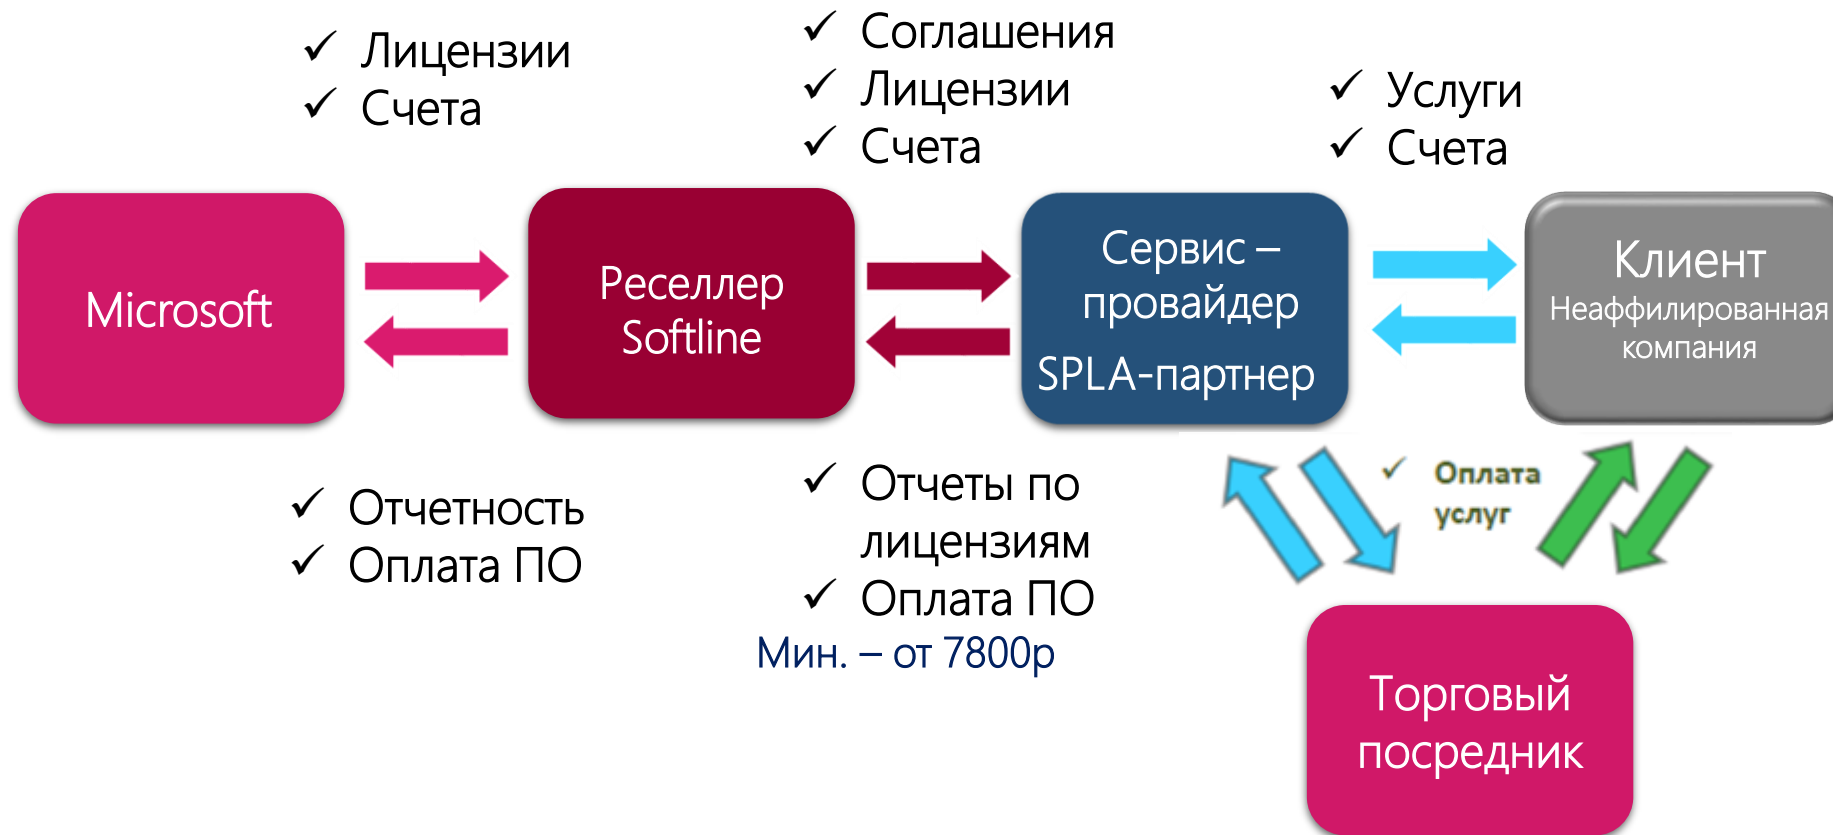 Лицензии
Счета
Соглашения
Лицензии
Счета
Услуги
Счета
Microsoft
Реселлер
Softline
Сервис –
провайдер
SPLA-партнер
Клиент
Неаффилированная
компания
Отчетность
Оплата ПО
Отчеты по
лицензиям
Оплата ПО
Мин. – от 7800р
Оплата
услуг
Торговый
посредник